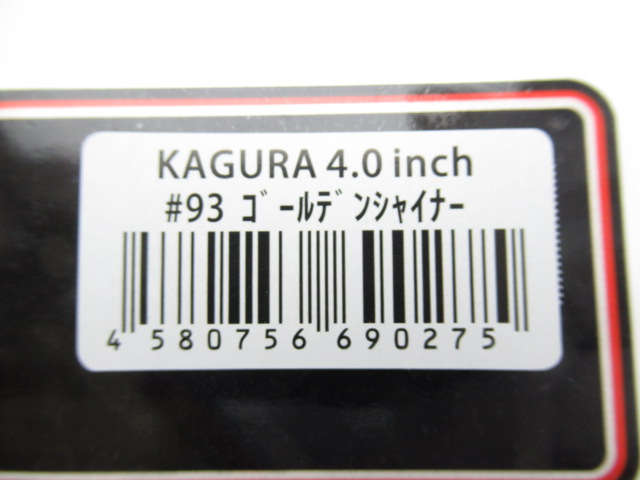 KAGURA 4.0 inch
#93 ｺﾞｰﾙﾃﾞﾝｼｬｲﾅｰ
4 580756 690275